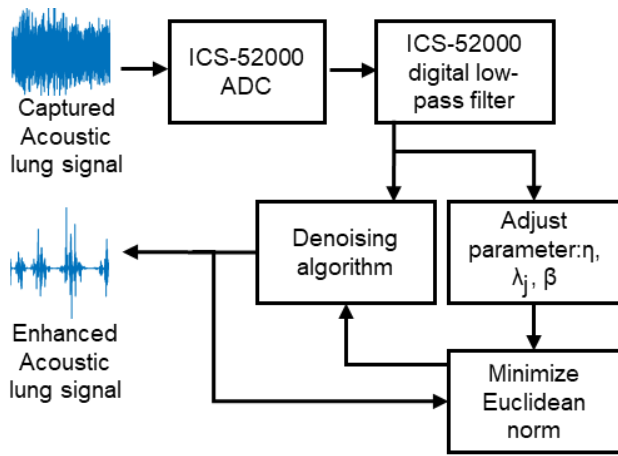 Captured
Acoustic
lung signal
ICS-52000
ADC
ICS-52000
digital low-
pass filter
Denoising
algorithm
Adjust
parameter:η,
λj, β
Enhanced
Acoustic
lung signal
Minimize
Euclidean
norm